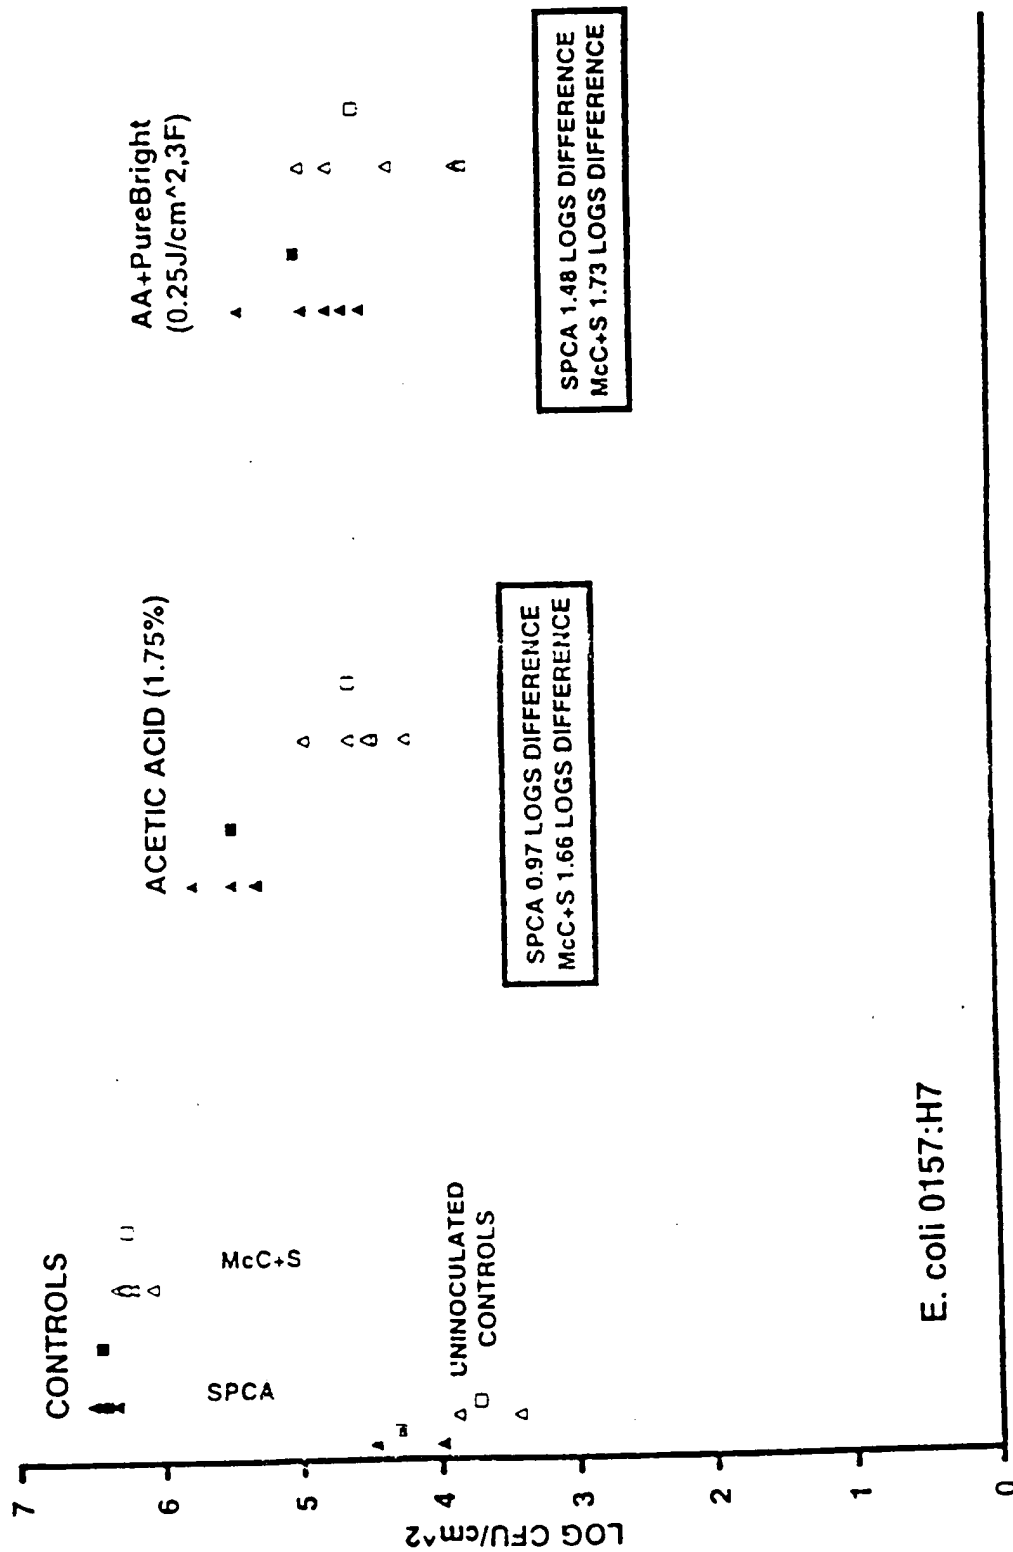 CONTROLS
SPCA
McC+S
UNINOCULATED
CONTROLS
ACETIC ACID (1.75%)
AA+PureBright
(0.25J/cm^2,3F)
SPCA 0.97 LOGS DIFFERENCE
McC+S 1.66 LOGS DIFFERENCE
SPCA 1.48 LOGS DIFFERENCE
McC+S 1.73 LOGS DIFFERENCE
E. coli 0157:H7
LOG CFU/cm^2
7
6
5
4
3
2
1
0